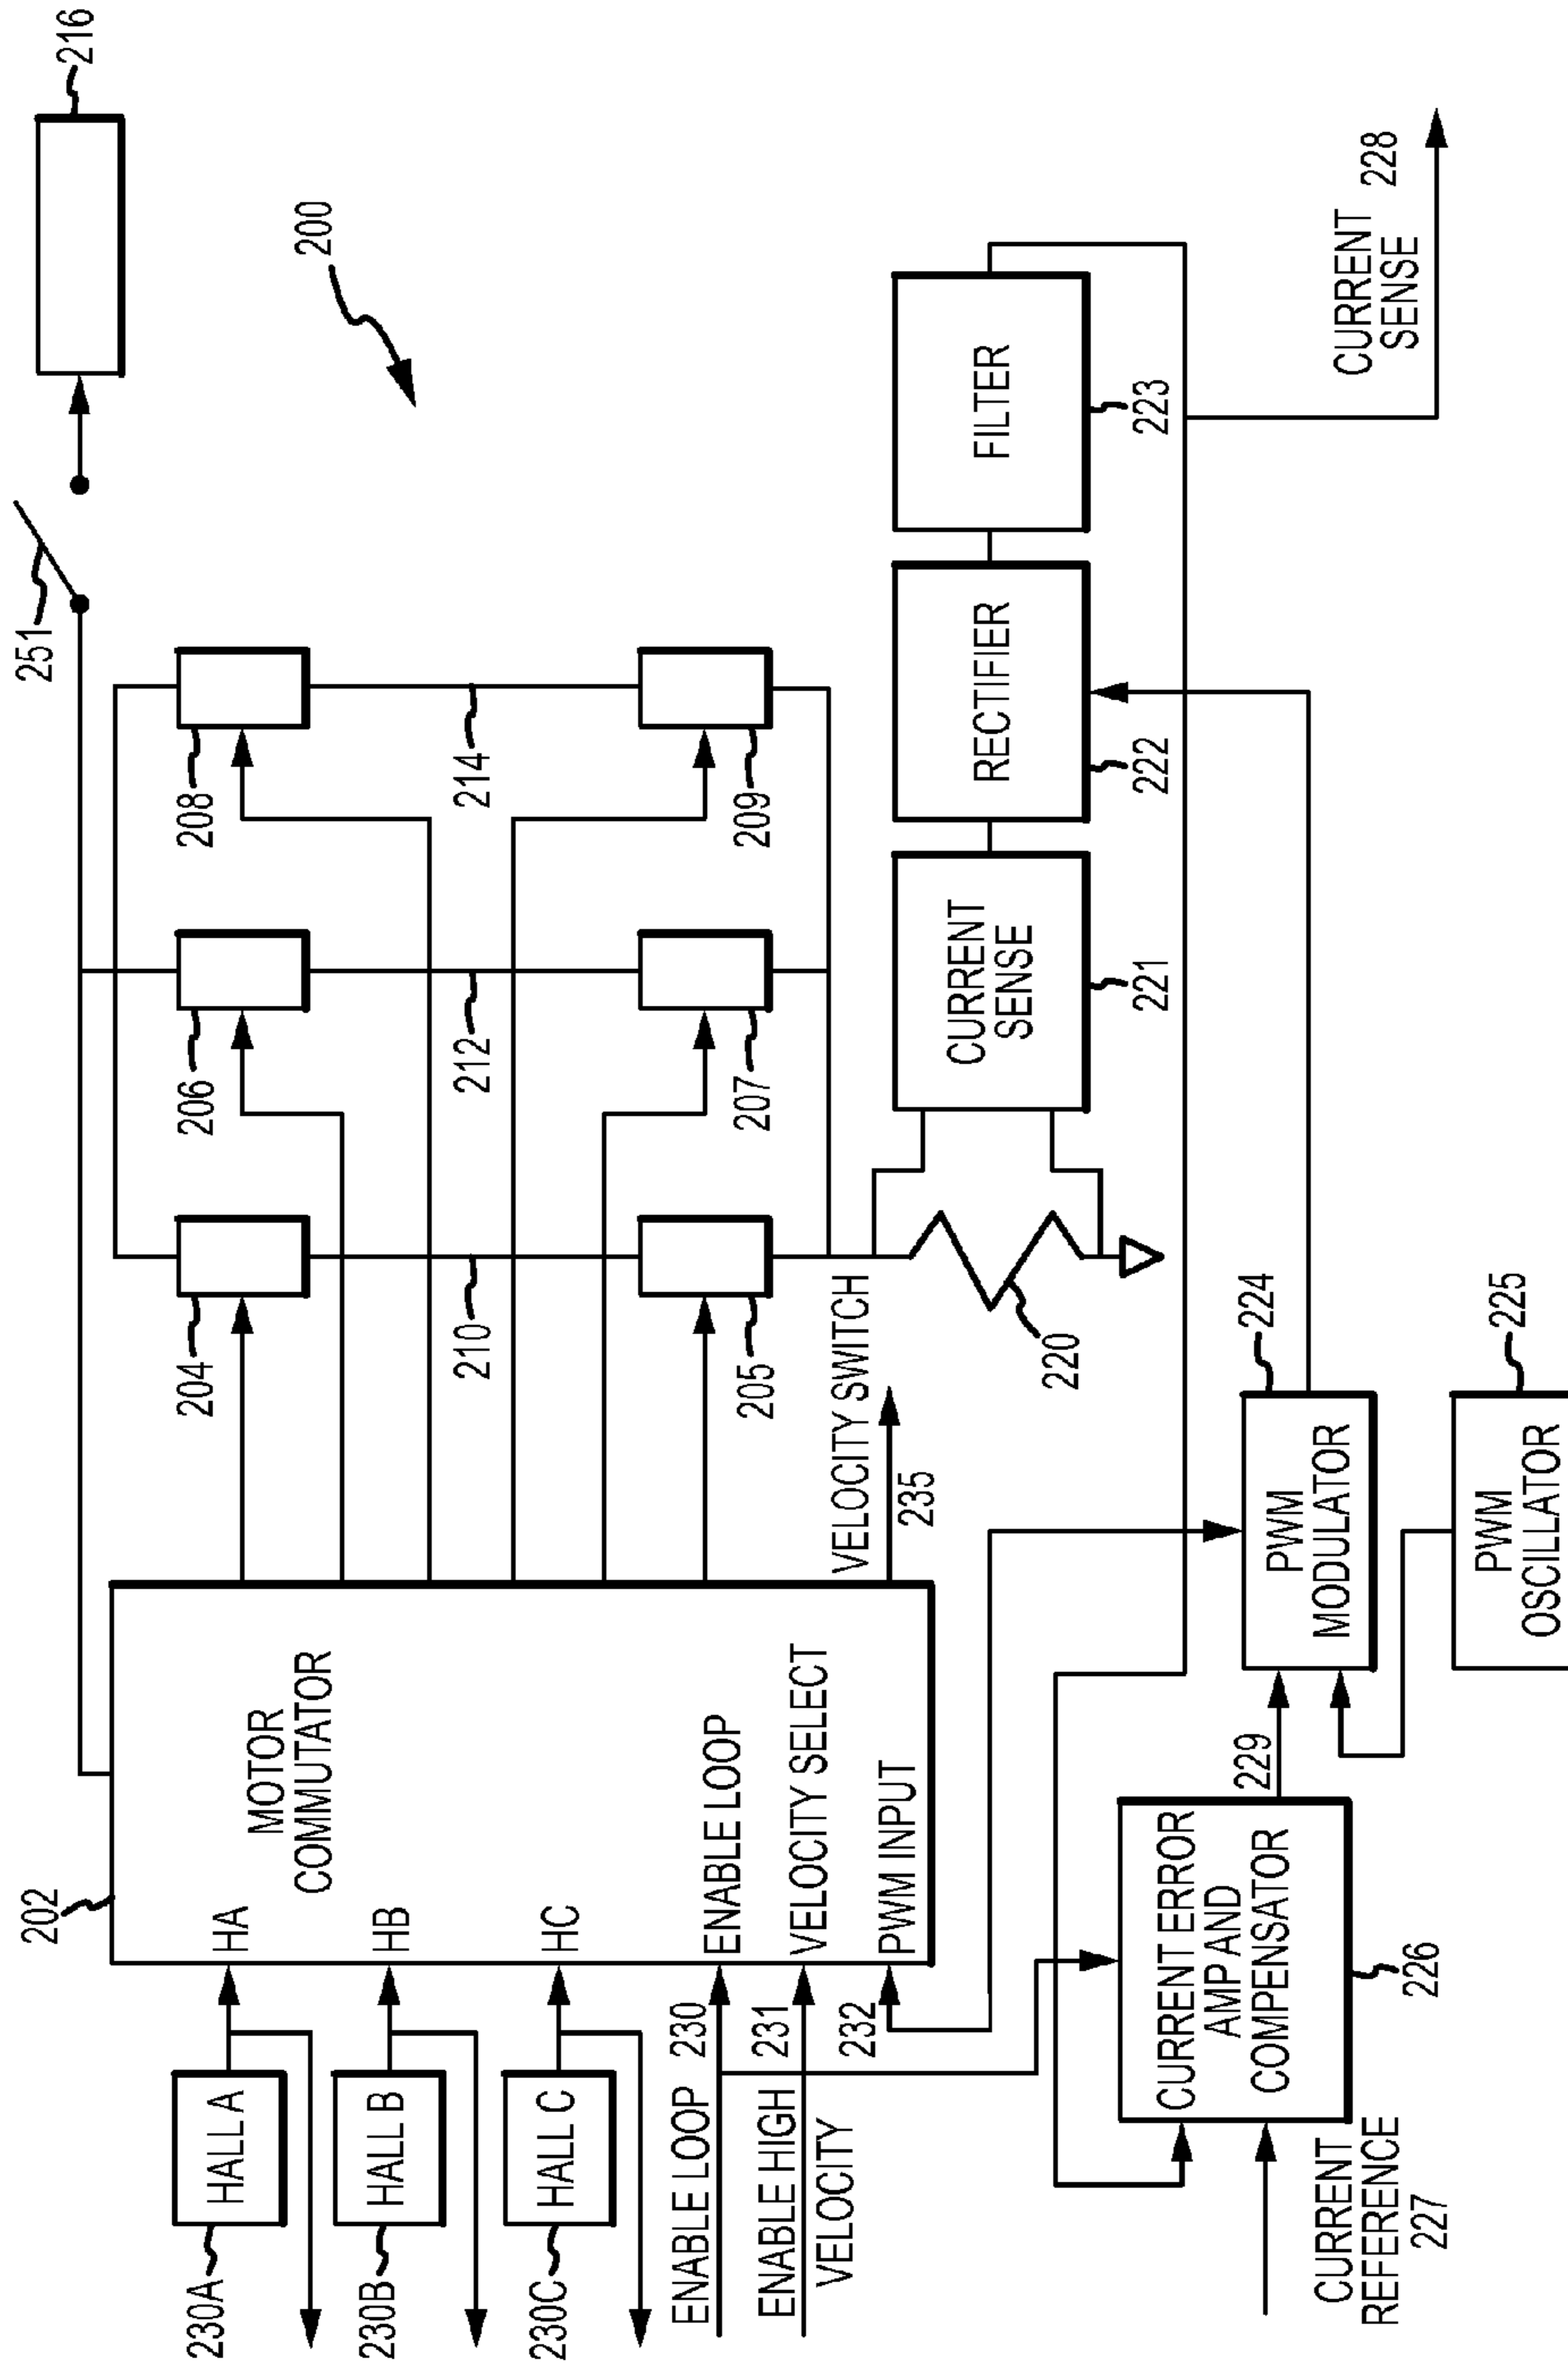 216
251
200
202
MOTOR
COMMUTATOR
HA
HB
HC
ENABLE LOOP
VELOCITY SELECT
PWM INPUT
HALL A
HALL B
HALL C
230A
230B
230C
ENABLE LOOP
230
ENABLE HIGH
VELOCITY
231
232
204
206
208
210
212
214
205
207
209
VELOCITY SWITCH
235
220
CURRENT
SENSE
221
RECTIFIER
222
FILTER
223
CURRENT
SENSE
228
CURRENT ERROR
AMP AND
COMPENSATOR
226
CURRENT
REFERENCE
227
229
PWM
MODULATOR
224
PWM
OSCILLATOR
225